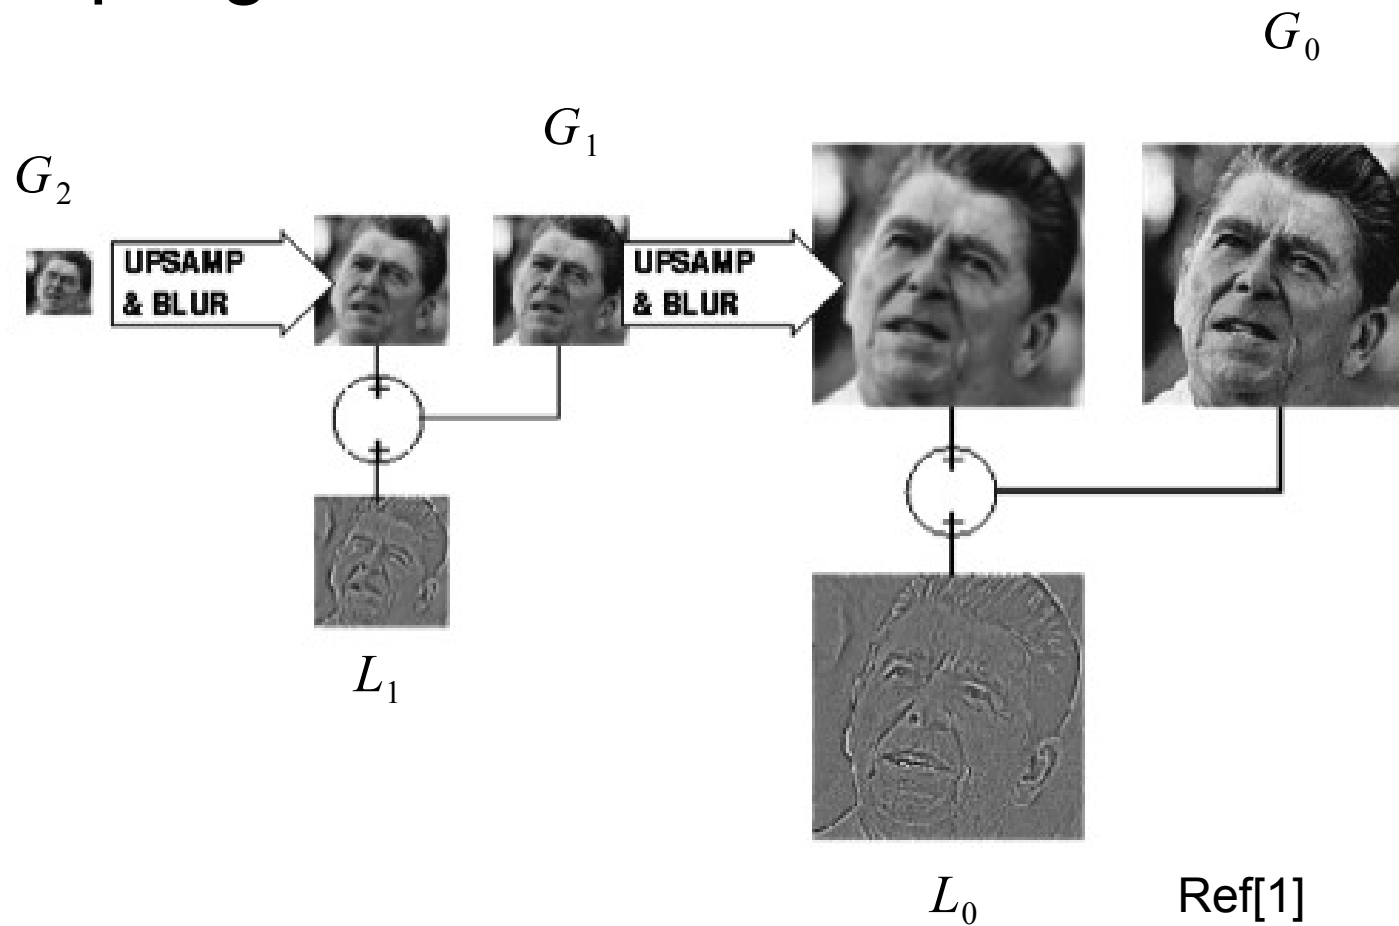 G0
G1
G2
UPSAMP
& BLUR
UPSAMP
& BLUR
+
+
+
+
L1
L0
Ref[1]